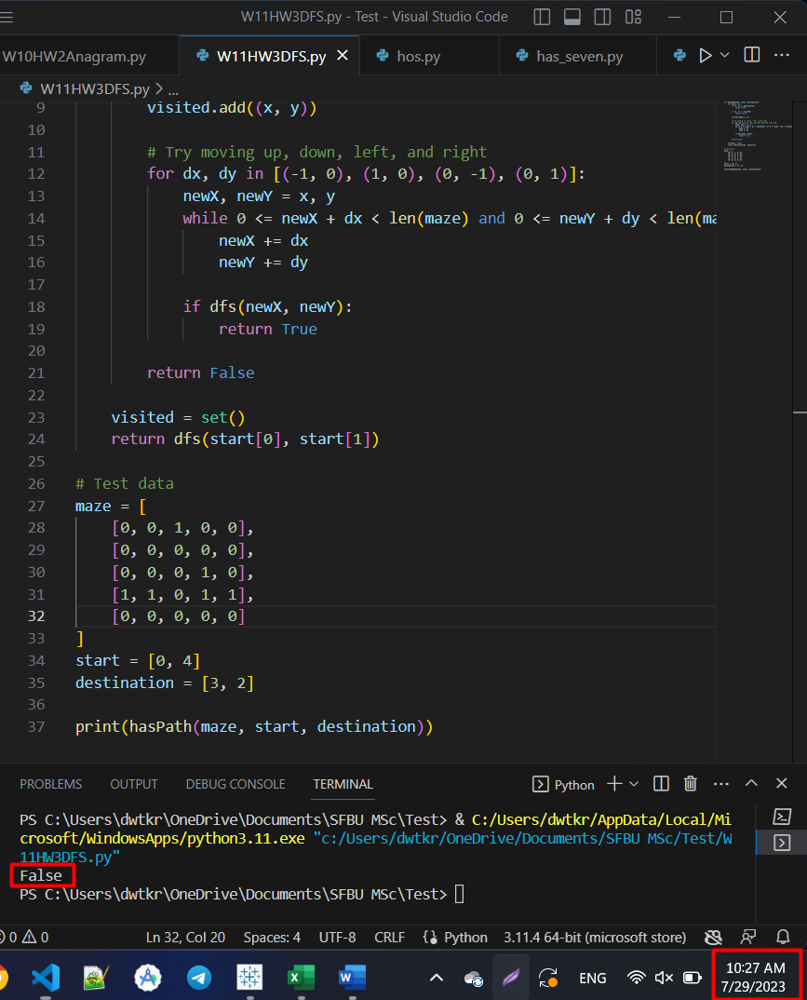 W11HW3DFS.py - Test - Visual Studio Code
W10HW2Anagram.py W11HW3DFS.py hos.py has_seven.py
W11HW3DFS.py > ...
9 visited.add((x, y))
10
11 # Try moving up, down, left, and right
12 for dx, dy in [(-1, 0), (1, 0), (0, -1), (0, 1)]:
13 newX, newY = x, y
14 while 0 <= newX + dx < len(maze) and 0 <= newY + dy < len(ma
15 newX += dx
16 newY += dy
17
18 if dfs(newX, newY):
19 return True
20
21 return False
22
23 visited = set()
24 return dfs(start[0], start[1])
25
26 # Test data
27 maze = [
28 [0, 0, 1, 0, 0],
29 [0, 0, 0, 0, 0],
30 [0, 0, 0, 1, 0],
31 [1, 1, 0, 1, 1],
32 [0, 0, 0, 0, 0]
33 ]
34 start = [0, 4]
35 destination = [3, 2]
36
37 print(hasPath(maze, start, destination))
PROBLEMS OUTPUT DEBUG CONSOLE TERMINAL Python
PS C:\Users\dwtkr\OneDrive\Documents\SFBU MSc\Test> & C:/Users/dwtkr/AppData/Local/Mi
crosoft/WindowsApps/python3.11.exe "c:/Users/dwtkr/OneDrive/Documents/SFBU MSc/Test/W
11HW3DFS.py"
False
PS C:\Users\dwtkr\OneDrive\Documents\SFBU MSc\Test>
0 0 Ln 32, Col 20 Spaces: 4 UTF-8 CRLF Python 3.11.4 64-bit (microsoft store)
ENG 10:27 AM
7/29/2023